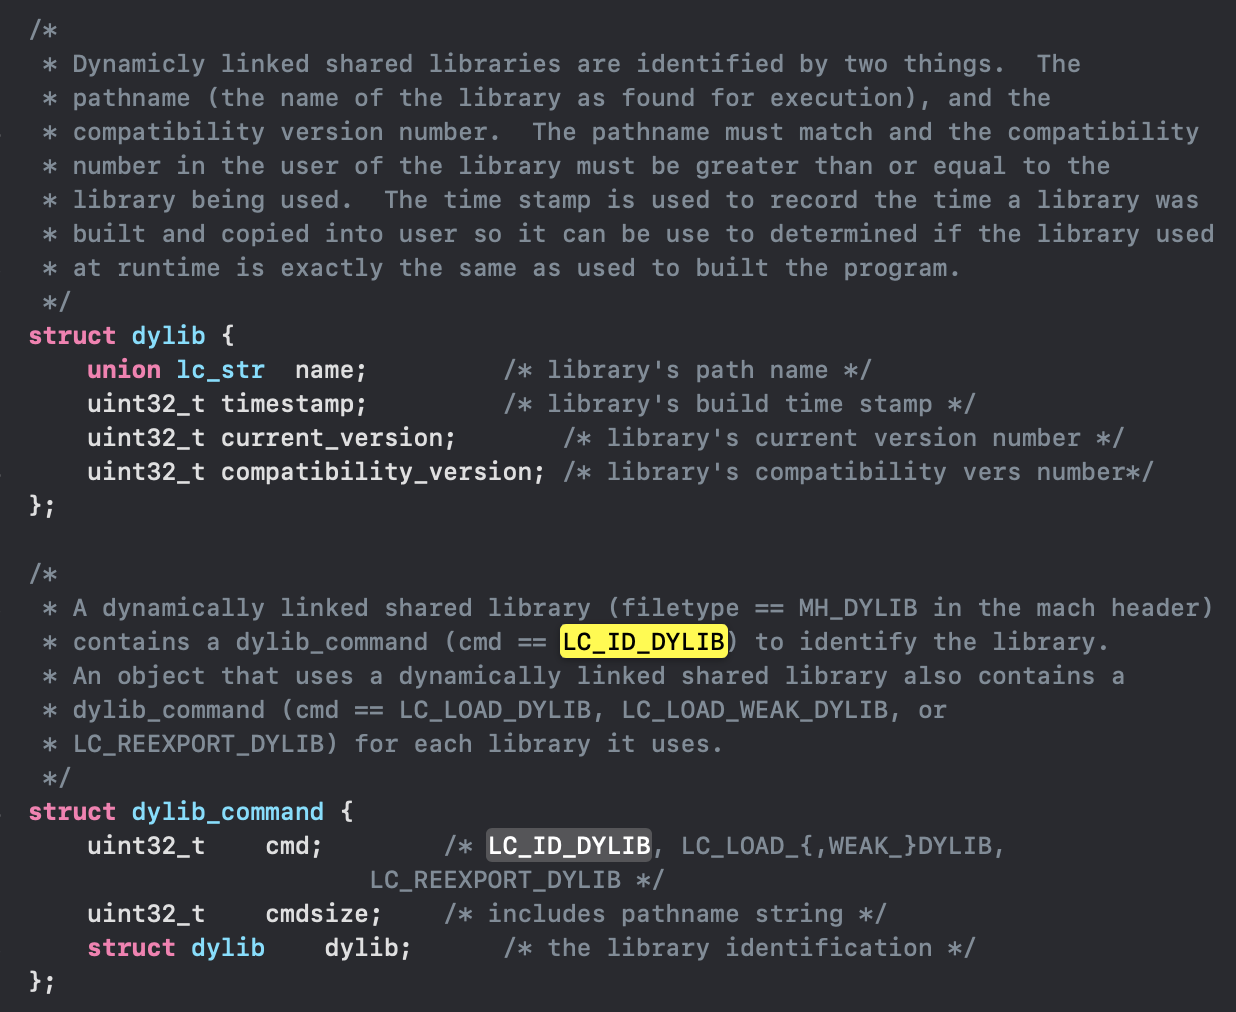 /*
 * Dynamicly linked shared libraries are identified by two things.  The
 * pathname (the name of the library as found for execution), and the
 * compatibility version number.  The pathname must match and the compatibility
 * number in the user of the library must be greater than or equal to the
 * library being used.  The time stamp is used to record the time a library was
 * built and copied into user so it can be use to determined if the library used
 * at runtime is exactly the same as used to built the program.
 */
struct dylib {
    union lc_str  name;         /* library's path name */
    uint32_t timestamp;         /* library's build time stamp */
    uint32_t current_version;       /* library's current version number */
    uint32_t compatibility_version; /* library's compatibility vers number*/
};

/*
 * A dynamically linked shared library (filetype == MH_DYLIB in the mach header)
 * contains a dylib_command (cmd == LC_ID_DYLIB) to identify the library.
 * An object that uses a dynamically linked shared library also contains a
 * dylib_command (cmd == LC_LOAD_DYLIB, LC_LOAD_WEAK_DYLIB, or
 * LC_REEXPORT_DYLIB) for each library it uses.
 */
struct dylib_command {
    uint32_t    cmd;        /* LC_ID_DYLIB, LC_LOAD_{,WEAK_}DYLIB,
                       LC_REEXPORT_DYLIB */
    uint32_t    cmdsize;    /* includes pathname string */
    struct dylib    dylib;      /* the library identification */
};